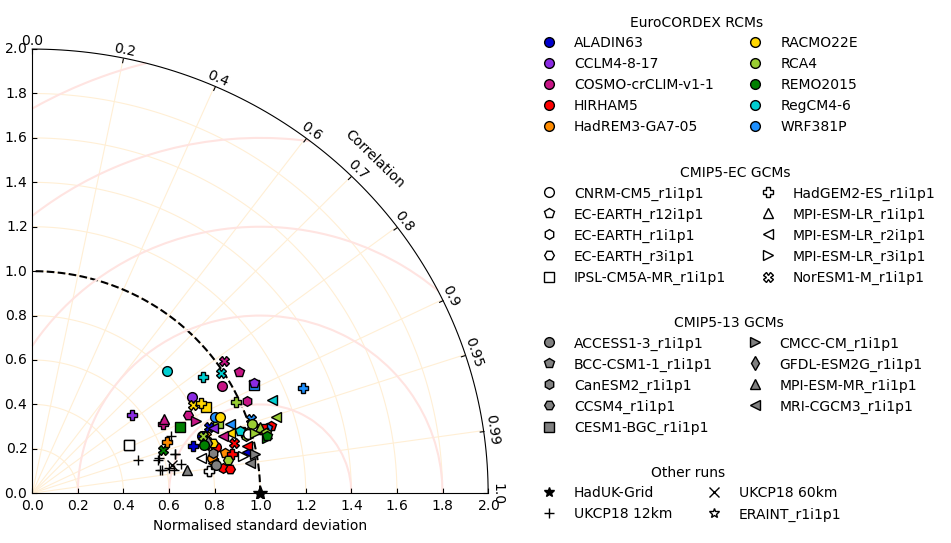 0.0
0.2
0.4
0.6
0.7
0.8
0.9
0.95
0.99
1.0
Correlation
2.0
1.8
1.6
1.4
1.2
1.0
0.8
0.6
0.4
0.2
0.0
0.0 0.2 0.4 0.6 0.8 1.0 1.2 1.4 1.6 1.8 2.0
Normalised standard deviation
EuroCORDEX RCMs
ALADIN63
CCLM4-8-17
COSMO-crCLIM-v1-1
HIRHAM5
HadREM3-GA7-05
RACMO22E
RCA4
REMO2015
RegCM4-6
WRF381P
CMIP5-EC GCMs
CNRM-CM5_r1i1p1
EC-EARTH_r12i1p1
EC-EARTH_r1i1p1
EC-EARTH_r3i1p1
IPSL-CM5A-MR_r1i1p1
HadGEM2-ES_r1i1p1
MPI-ESM-LR_r1i1p1
MPI-ESM-LR_r2i1p1
MPI-ESM-LR_r3i1p1
NorESM1-M_r1i1p1
CMIP5-13 GCMs
ACCESS1-3_r1i1p1
BCC-CSM1-1_r1i1p1
CanESM2_r1i1p1
CCSM4_r1i1p1
CESM1-BGC_r1i1p1
CMCC-CM_r1i1p1
GFDL-ESM2G_r1i1p1
MPI-ESM-MR_r1i1p1
MRI-CGCM3_r1i1p1
Other runs
HadUK-Grid
UKCP18 12km
UKCP18 60km
ERAINT_r1i1p1